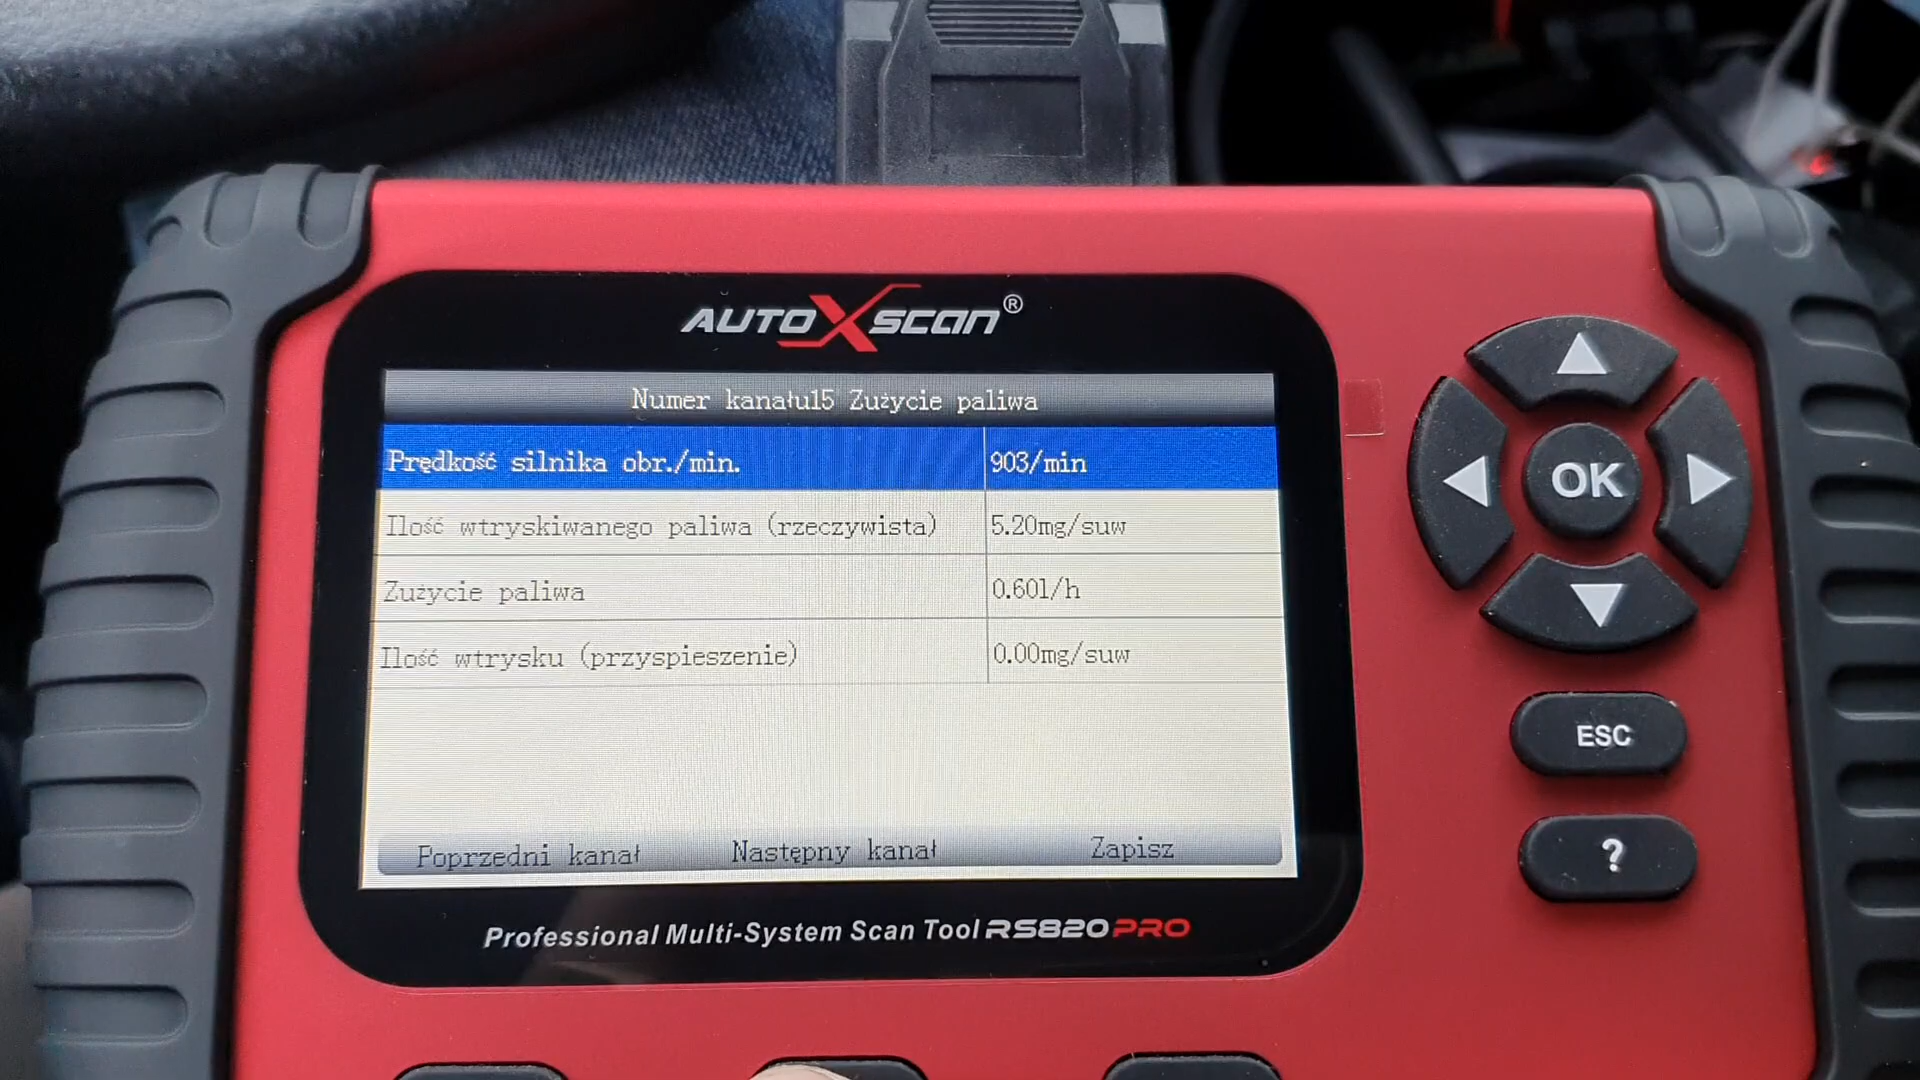 AUTOXSCAN®
Numer kanału15 Zużycie paliwa
Prędkość silnika obr./min. 903/min
Ilość wtryskiwanego paliwa (rzeczywista) 5.20mg/suw
Zużycie paliwa 0.60l/h
Ilość wtrysku (przyspieszenie) 0.00mg/suw
Poprzedni kanał Następny kanał Zapisz
Professional Multi-System Scan Tool RS820PRO
OK
ESC
?